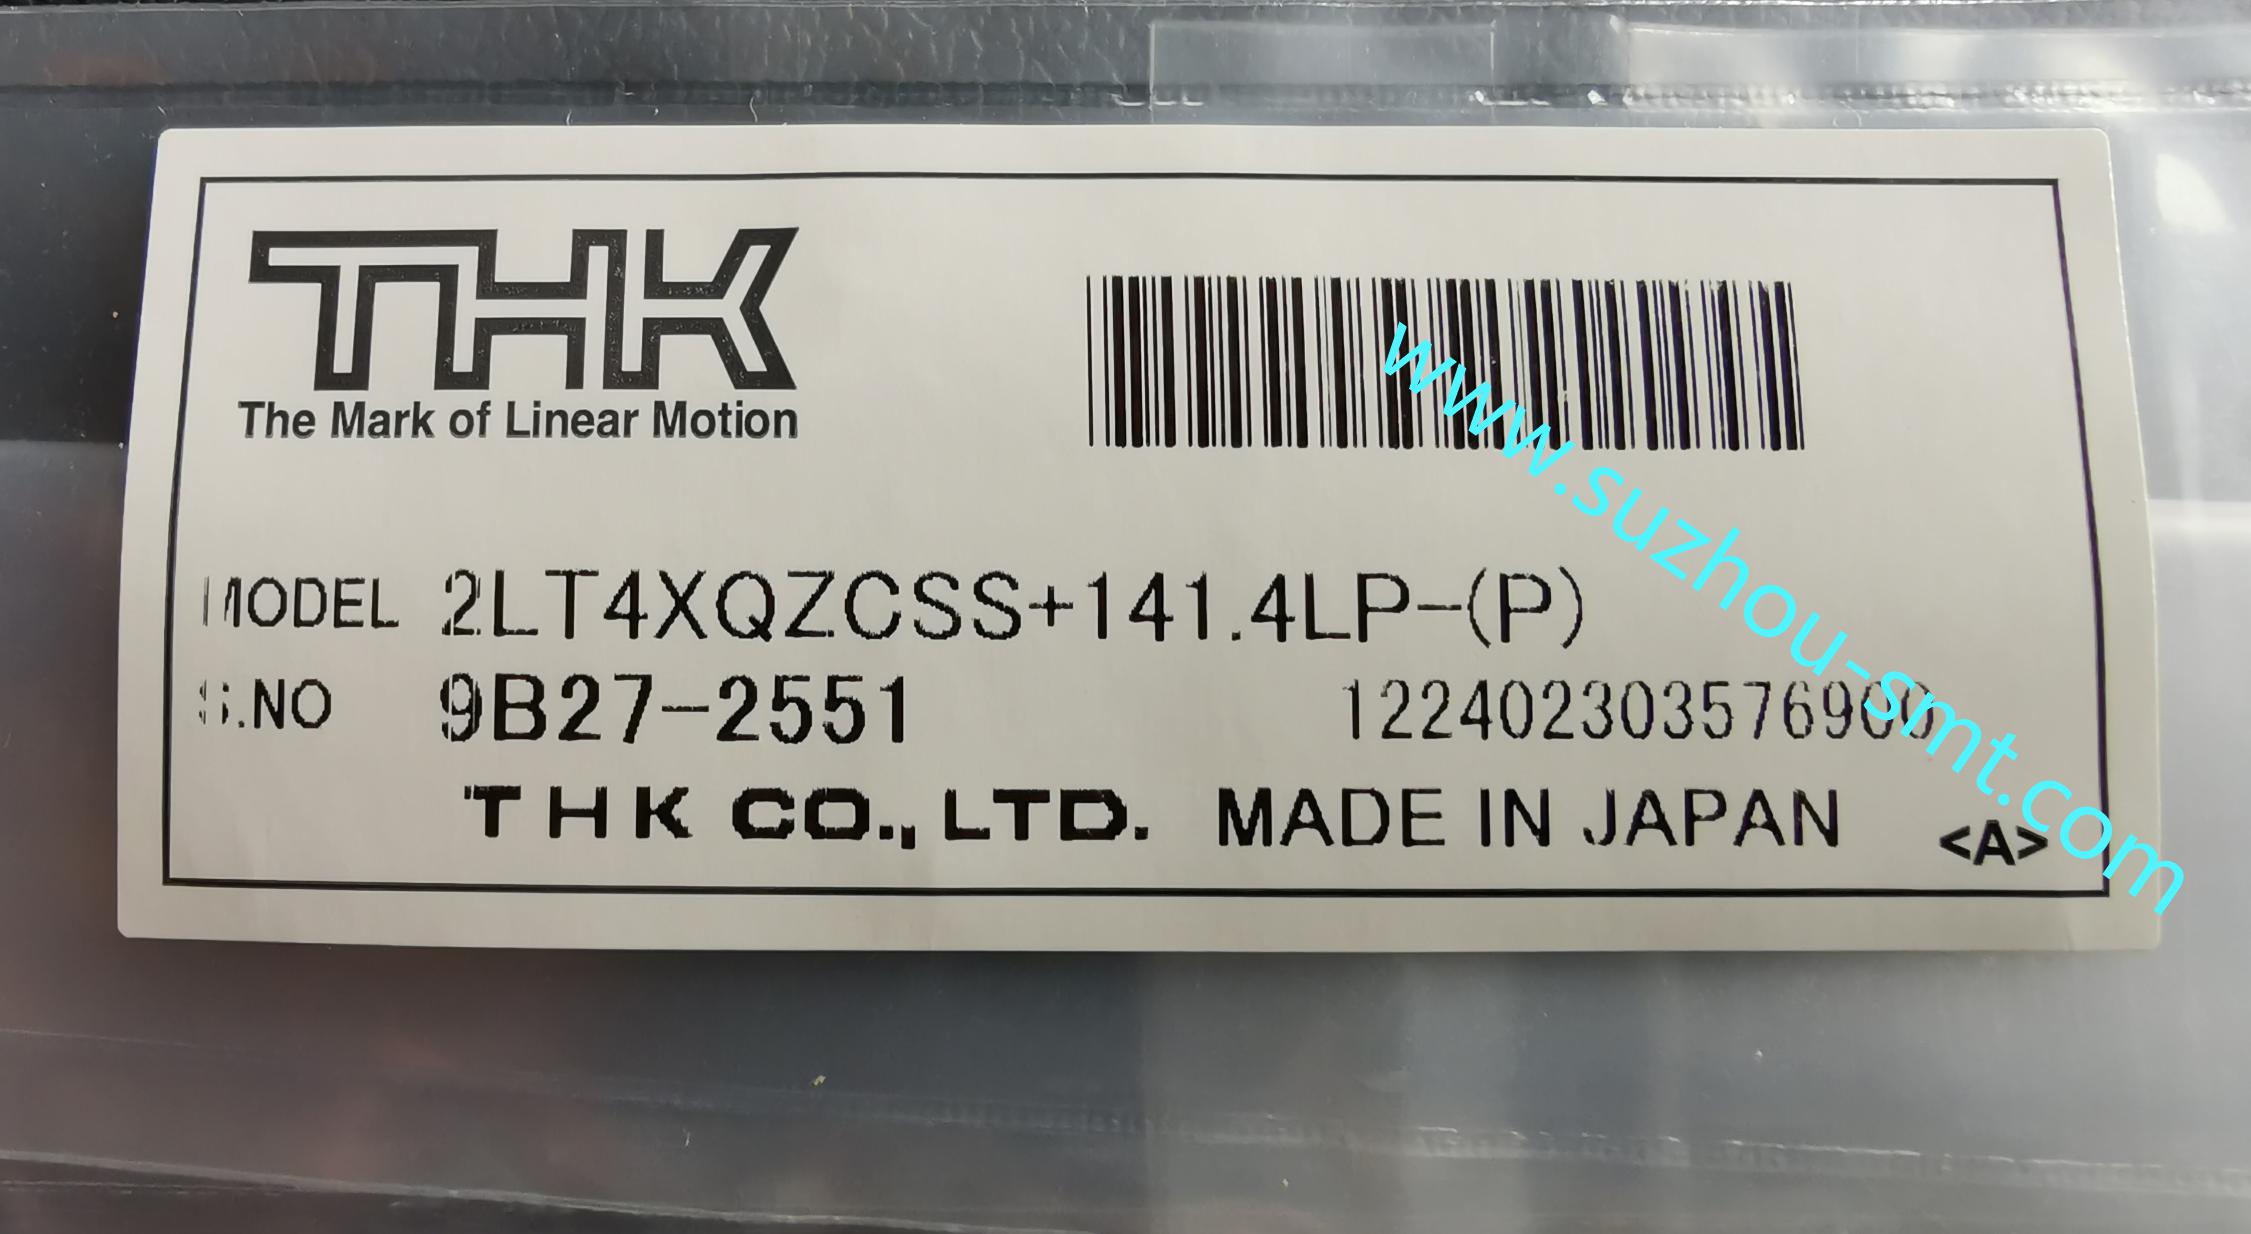 THK
The Mark of Linear Motion
MODEL 2LT4XQZCSS+141.4LP-(P)
S.NO 9B27-2551 122402303576900
THK CO., LTD. MADE IN JAPAN <A>
www.suzhou-smt.com